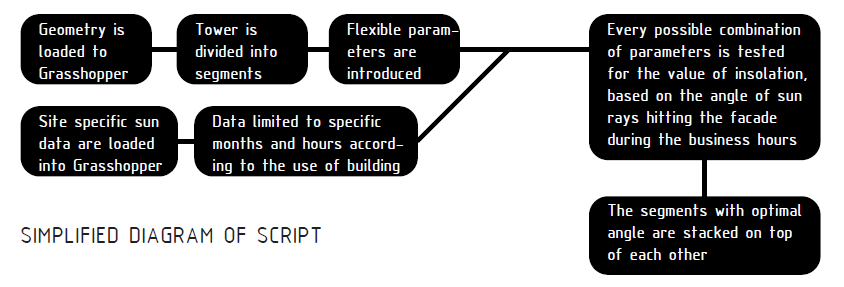 Geometry is
loaded to
Grasshopper
Tower is
divided into
segments
Flexible param-
eters are
introduced
Every possible combination
of parameters is tested
for the value of insolation,
based on the angle of sun
rays hitting the facade
during the business hours
Site specific sun
data are loaded
into Grasshopper
Data limited to specific
months and hours accord-
ing to the use of building
The segments with optimal
angle are stacked on top
of each other
SIMPLIFIED DIAGRAM OF SCRIPT